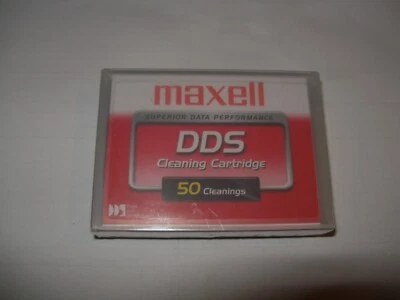 maxell
SUPERIOR DATA PERFORMANCE
DDS
Cleaning Cartridge
50 Cleanings